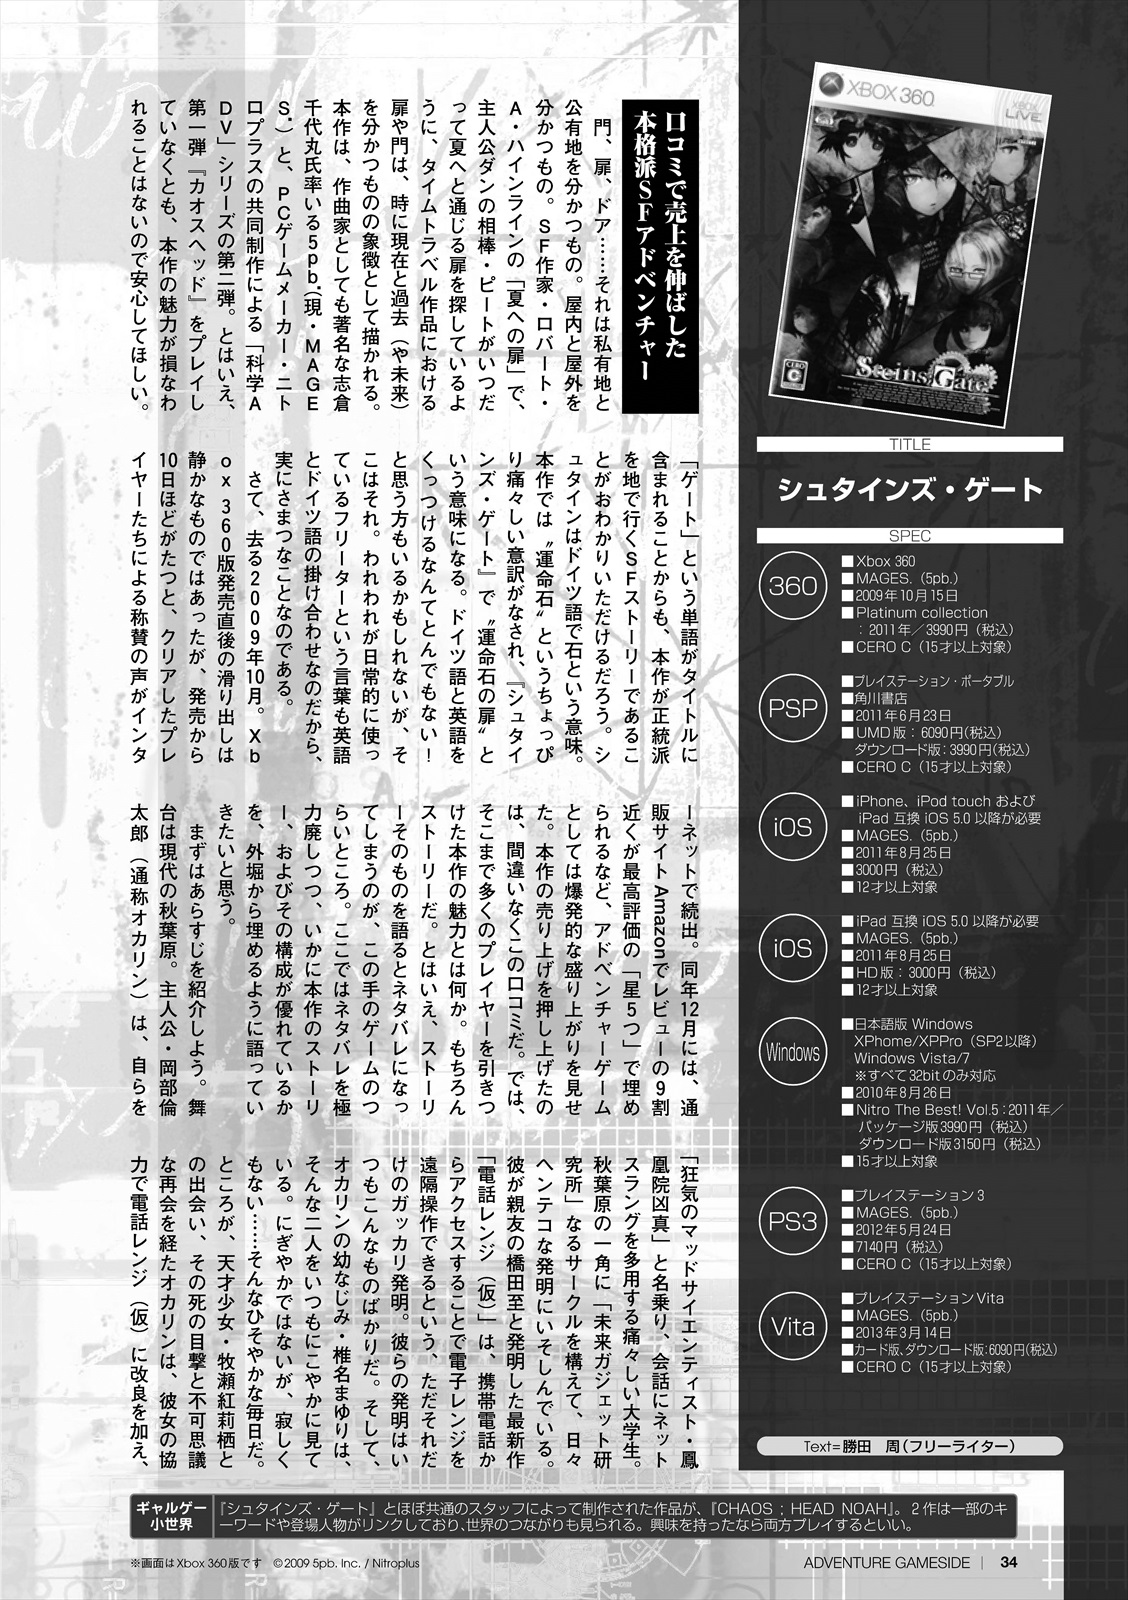 XBOX 360
XBOX
LIVE
Steins;Gate
CERO
C
TITLE
シュタインズ・ゲート
SPEC
360
■Xbox 360
■MAGES.（5pb.）
■2009年10月15日
■Platinum collection
：2011年／3990円（税込）
■CERO C（15才以上対象）
PSP
■プレイステーション・ポータブル
■角川書店
■2011年6月23日
■UMD版：6090円（税込）
ダウンロード版：3990円（税込）
■CERO C（15才以上対象）
iOS
■iPhone、iPod touch および
iPad 互換 iOS 5.0 以降が必要
■MAGES.（5pb.）
■2011年8月25日
■3000円（税込）
■12才以上対象
iOS
■iPad 互換 iOS 5.0 以降が必要
■MAGES.（5pb.）
■2011年8月25日
■HD版：3000円（税込）
■12才以上対象
Windows
■日本語版 Windows
XPhome/XPPro（SP2以降）
Windows Vista/7
※すべて32bitのみ対応
■2010年8月26日
■Nitro The Best! Vol.5：2011年／
パッケージ版3990円（税込）
ダウンロード版3150円（税込）
■15才以上対象
PS3
■プレイステーション3
■MAGES.（5pb.）
■2012年5月24日
■7140円（税込）
■CERO C（15才以上対象）
Vita
■プレイステーションVita
■MAGES.（5pb.）
■2013年3月14日
■カード版、ダウンロード版：6090円（税込）
■CERO C（15才以上対象）
Text=勝田　周（フリーライター）
口コミで売上を伸ばした
本格派SFアドベンチャー
　門、扉、ドア……それは私有地と
公有地を分かつもの。屋内と屋外を
分かつもの。SF作家・ロバート・
A・ハインラインの「夏への扉」で、
主人公ダンの相棒・ピートがいつだ
って夏へと通じる扉を探しているよ
うに、タイムトラベル作品における
扉や門は、時に現在と過去（や未来）
を分かつものの象徴として描かれる。
本作は、作曲家としても著名な志倉
千代丸氏率いる5pb.（現・MAGE
S.）と、PCゲームメーカー・ニト
ロプラスの共同制作による「科学A
DV」シリーズの第二弾。とはいえ、
第一弾『カオスヘッド』をプレイし
ていなくとも、本作の魅力が損なわ
れることはないので安心してほしい。
「ゲート」という単語がタイトルに
含まれることからも、本作が正統派
を地で行くSFストーリーであるこ
とがおわかりいただけるだろう。シ
ュタインはドイツ語で石という意味。
本作では〝運命石〟というちょっぴ
り痛々しい意訳がなされ、『シュタイ
ンズ・ゲート』で〝運命石の扉〟と
いう意味になる。ドイツ語と英語を
くっつけるなんてとんでもない！
と思う方もいるかもしれないが、そ
こはそれ。われわれが日常的に使っ
ているフリーターという言葉も英語
とドイツ語の掛け合わせなのだから、
実にさまつなことなのである。
　さて、去る2009年10月。Xb
ox 360版発売直後の滑り出しは
静かなものではあったが、発売から
10日ほどがたつと、クリアしたプレ
イヤーたちによる称賛の声がインタ
ーネットで続出。同年12月には、通
販サイトAmazonでレビューの9割
近くが最高評価の「星5つ」で埋め
られるなど、アドベンチャーゲーム
としては爆発的な盛り上がりを見せ
た。本作の売り上げを押し上げたの
は、間違いなくこの口コミだ。では、
そこまで多くのプレイヤーを引きつ
けた本作の魅力とは何か。もちろん
ストーリーだ。とはいえ、ストーリ
ーそのものを語るとネタバレになっ
てしまうのが、この手のゲームのつ
らいところ。ここではネタバレを極
力廃しつつ、いかに本作のストーリ
ー、およびその構成が優れているか
を、外堀から埋めるように語ってい
きたいと思う。
　まずはあらすじを紹介しよう。舞
台は現代の秋葉原。主人公・岡部倫
太郎（通称オカリン）は、自らを
「狂気のマッドサイエンティスト・鳳
凰院凶真」と名乗り、会話にネット
スラングを多用する痛々しい大学生。
秋葉原の一角に「未来ガジェット研
究所」なるサークルを構えて、日々
ヘンテコな発明にいそしんでいる。
彼が親友の橋田至と発明した最新作
「電話レンジ（仮）」は、携帯電話か
らアクセスすることで電子レンジを
遠隔操作できるという、ただそれだ
けのガッカリ発明。彼らの発明はい
つもこんなものばかりだ。そして、
オカリンの幼なじみ・椎名まゆりは、
そんな二人をいつもにこやかに見て
いる。にぎやかではないが、寂しく
もない……そんなひそやかな毎日だ。
ところが、天才少女・牧瀬紅莉栖と
の出会い、その死の目撃と不可思議
な再会を経たオカリンは、彼女の協
力で電話レンジ（仮）に改良を加え、
ギャルゲー
小世界
『シュタインズ・ゲート』とほぼ共通のスタッフによって制作された作品が、『CHAOS；HEAD NOAH』。2作は一部のキ
ーワードや登場人物がリンクしており、世界のつながりも見られる。興味を持ったなら両方プレイするといい。
※画面はXbox 360版です　©2009 5pb. Inc. / Nitroplus
ADVENTURE GAMESIDE | 34